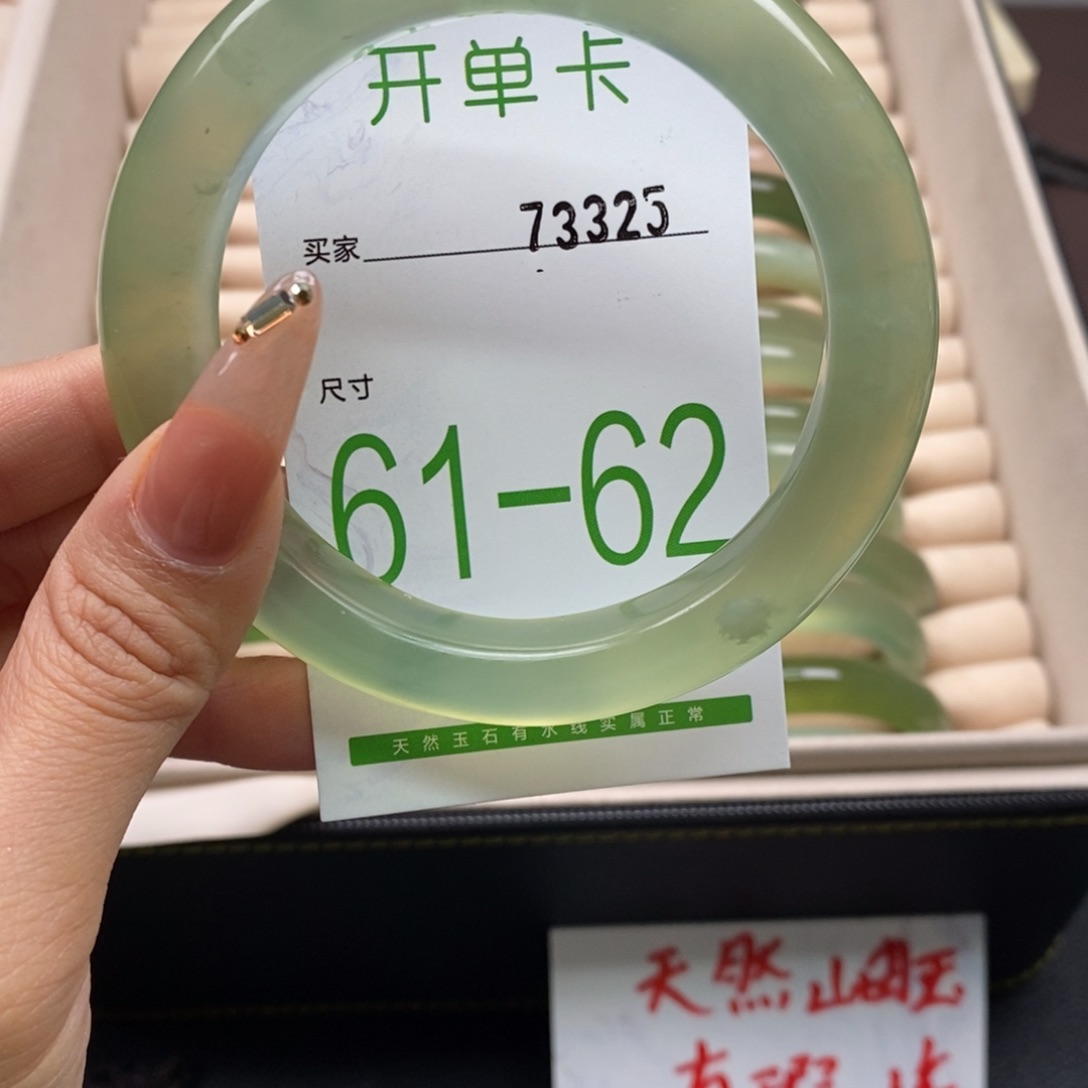 开单卡
买家 73325
尺寸
61-62
天然玉石有水线实属正常
天然山